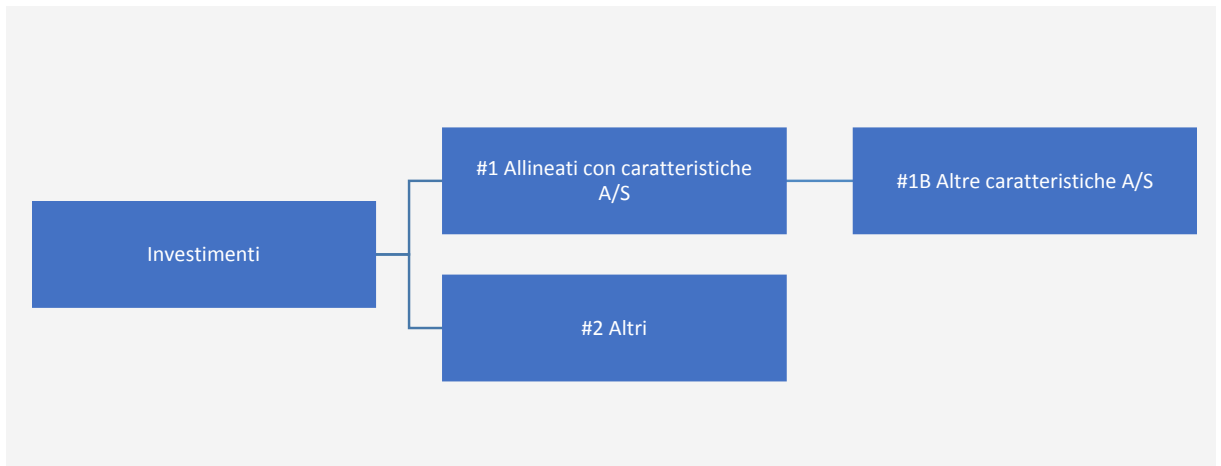 #1 Allineati con caratteristiche
A/S
#1B Altre caratteristiche A/S
Investimenti
#2 Altri